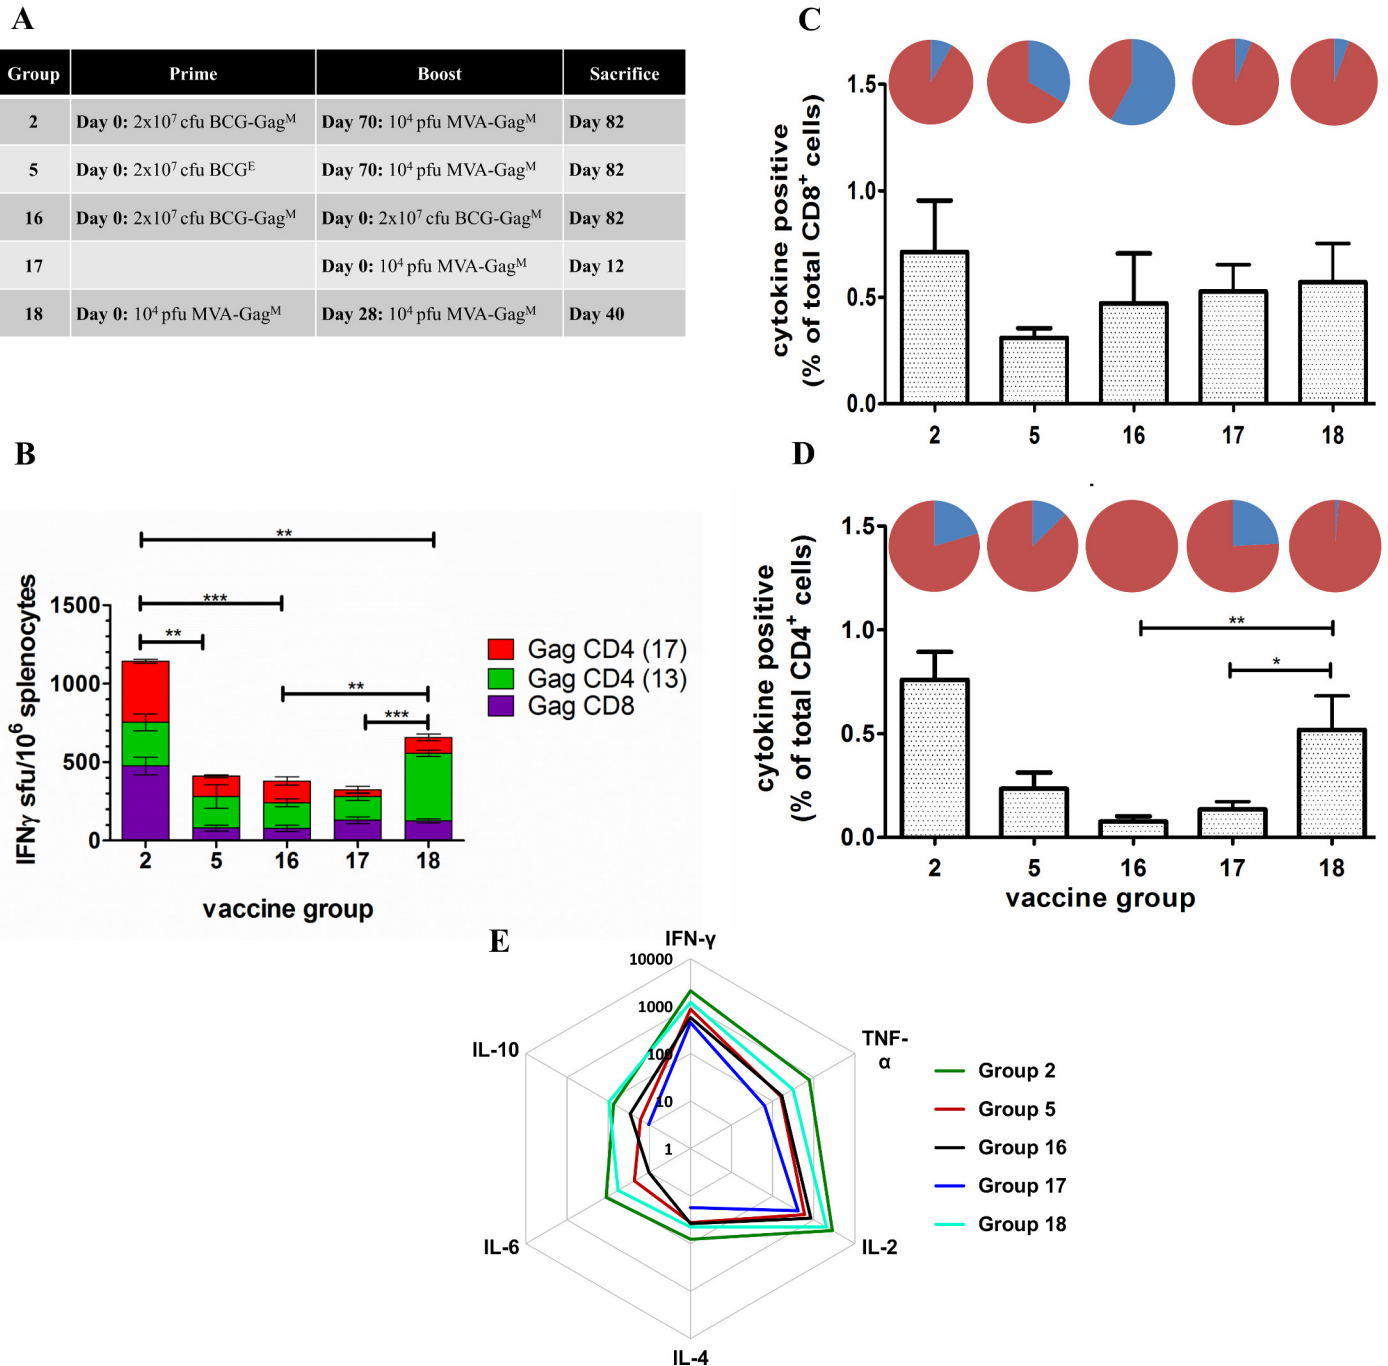 A
Group Prime Boost Sacrifice
2 Day 0: 2x10⁷ cfu BCG-Gagᴹ Day 70: 10⁴ pfu MVA-Gagᴹ Day 82
5 Day 0: 2x10⁷ cfu BCGᴱ Day 70: 10⁴ pfu MVA-Gagᴹ Day 82
16 Day 0: 2x10⁷ cfu BCG-Gagᴹ Day 0: 2x10⁷ cfu BCG-Gagᴹ Day 82
17 Day 0: 10⁴ pfu MVA-Gagᴹ Day 12
18 Day 0: 10⁴ pfu MVA-Gagᴹ Day 28: 10⁴ pfu MVA-Gagᴹ Day 40
B
IFNγ sfu/10⁶ splenocytes
1500
1000
500
0
**
***
**
**
***
2 5 16 17 18
vaccine group
Gag CD4 (17)
Gag CD4 (13)
Gag CD8
C
cytokine positive
(% of total CD8⁺ cells)
1.5
1.0
0.5
0.0
2 5 16 17 18
D
cytokine positive
(% of total CD4⁺ cells)
1.5
1.0
0.5
0.0
**
*
2 5 16 17 18
vaccine group
E
IFN-γ
TNF-
α
IL-2
IL-4
IL-6
IL-10
10000
1000
100
10
1
Group 2
Group 5
Group 16
Group 17
Group 18